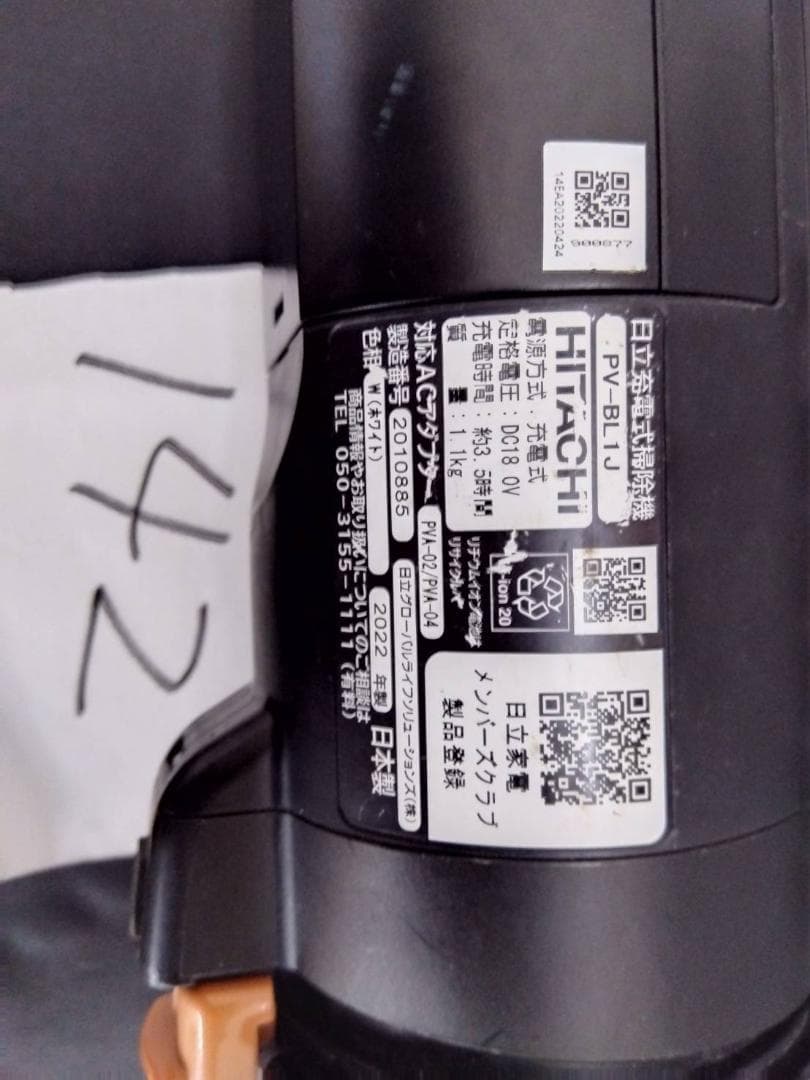 142
14EA20220424
000877
日立充電式掃除機
PV-BL1J
HITACHI
電源方式：充電式
定格電圧：DC18.0V
充電時間：約3.5時間
質量：1.1kg
対応ACアダプター PVA-02/PVA-04
製造番号 2010885
日立グローバルライフソリューションズ(株)
色相 W(ホワイト) 2022 年製 日本製
商品情報やお取り扱いについてのご相談は
TEL 050-3155-1111(有料)
Li-ion 20
リチウムイオン電池は
リサイクルへ
日立家電
メンバーズクラブ
製品登録